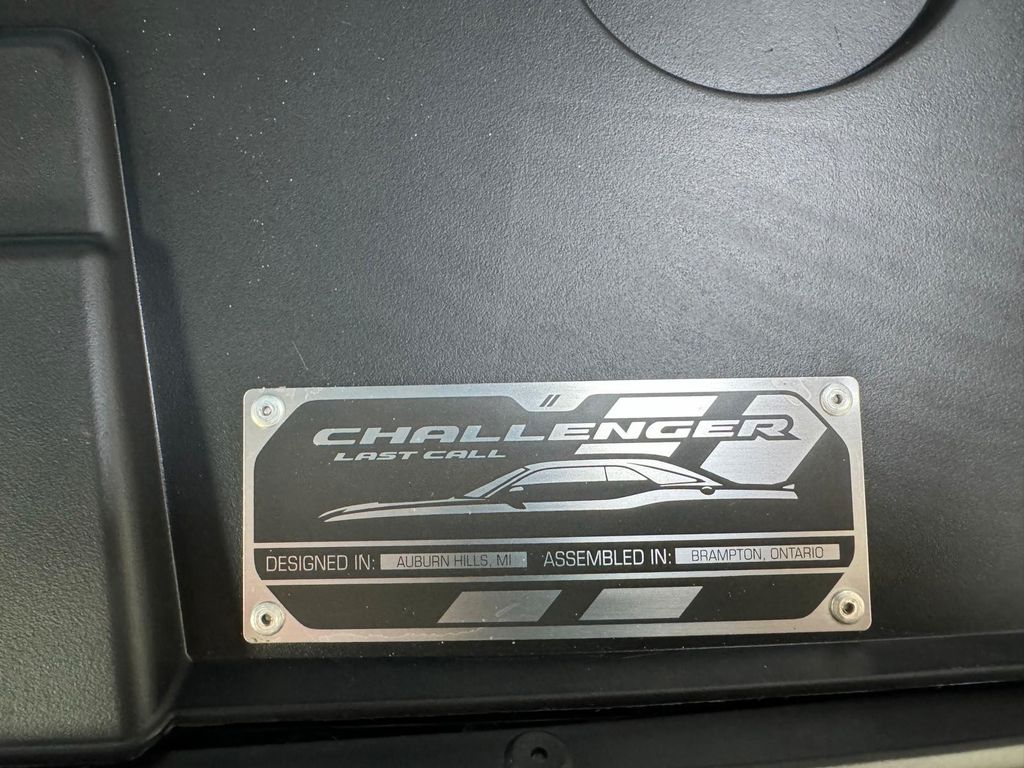 CHALLENGER
LAST CALL
DESIGNED IN: AUBURN HILLS, MI ASSEMBLED IN: BRAMPTON, ONTARIO